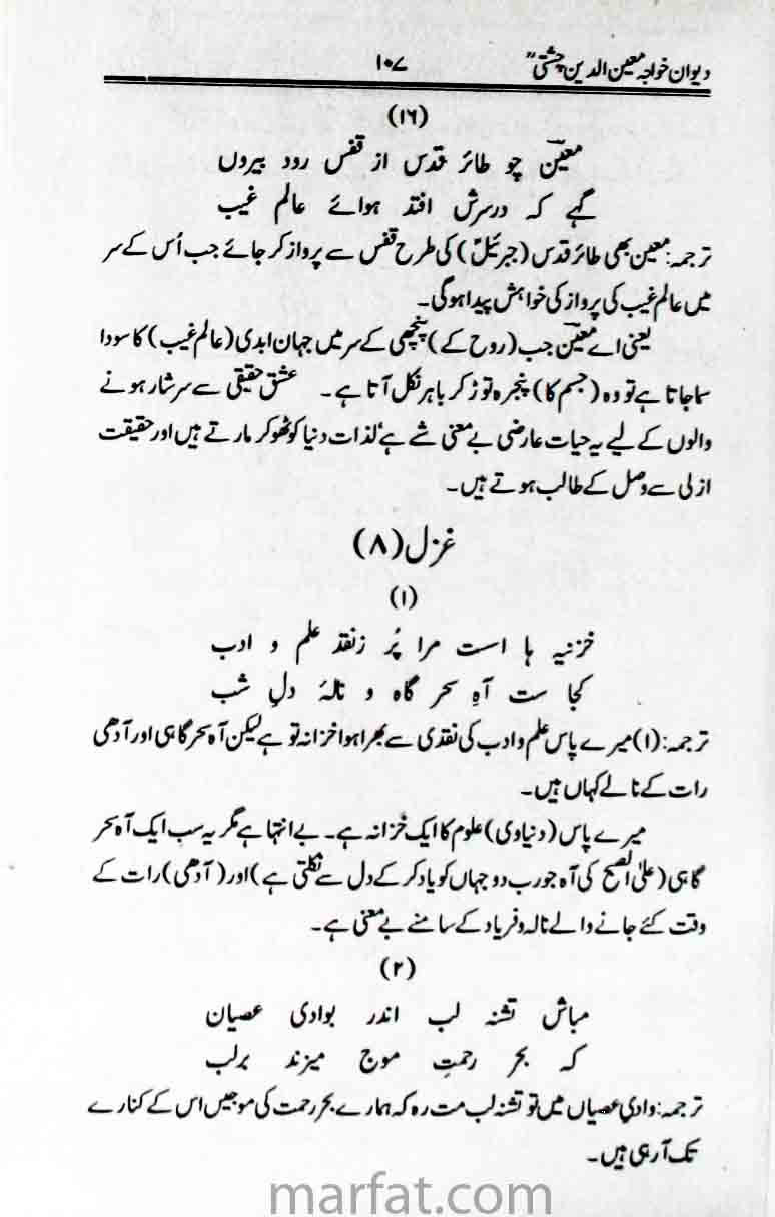 دیوان خواجہ معین الدین چشتیؒ ۱۰۷
(۱۶)
معینؔ چو طائر قدس از قفس رود بیروں
گہے کہ درسرش افتد ہوائے عالم غیب
ترجمہ: معین بھی طائر قدس (جبرئیلؑ) کی طرح قفس سے پرواز کر جائے جب اُس کے سر
میں عالم غیب کی پرواز کی خواہش پیدا ہوگی۔
یعنی اے معینؔ جب (روح کے) پنچھی کے سر میں جہان ابدی (عالم غیب) کا سودا
سما جاتا ہے تو وہ (جسم کا) پنجرہ توڑ کر باہر نکل آتا ہے۔ عشق حقیقی سے سرشار ہونے
والوں کے لیے یہ حیات عارضی بے معنی شے ہے، لذات دنیا کو ٹھوکر مارتے ہیں اور حقیقت
ازلی سے وصل کے طالب ہوتے ہیں۔
غزل (۸)
(۱)
خزنیہ ہا است مرا پُر زنقد علم و ادب
کجا ست آہِ سحر گاہ و نالۂ دلِ شب
ترجمہ: (۱) میرے پاس علم و ادب کی نقدی سے بھرا ہوا خزانہ تو ہے لیکن آہ سحر گاہی اور آدھی
رات کے نالے کہاں ہیں۔
میرے پاس (دنیاوی) علوم کا ایک خزانہ ہے۔ بے انتہا ہے مگر یہ سب ایک آہ سحر
گاہی (علیٰ الصبح کی آہ جو رب دو جہاں کو یاد کر کے دل سے نکلتی ہے) اور (آدھی) رات کے
وقت کئے جانے والے نالہ و فریاد کے سامنے بے معنی ہے۔
(۲)
مباش تشنہ لب اندر بوادی عصیان
کہ بحر رحمتِ موج میزند برلب
ترجمہ: وادیٔ عصیاں میں تو تشنہ لب مت رہ کہ ہمارے بحر رحمت کی موجیں اس کے کنارے
تک آ رہی ہیں۔
marfat.com